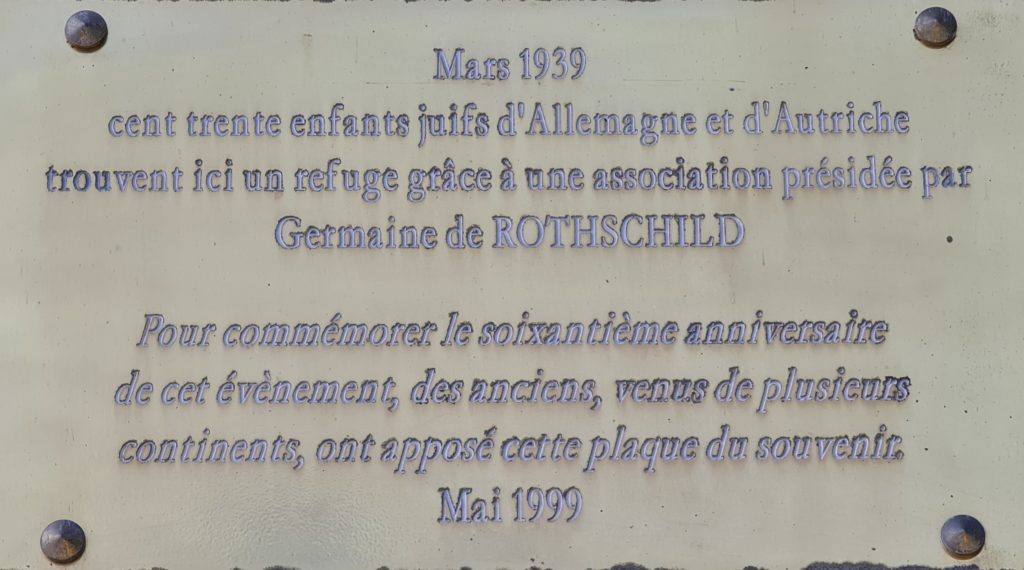 Mars 1939
cent trente enfants juifs d'Allemagne et d'Autriche
trouvent ici un refuge grâce à une association présidée par
Germaine de ROTHSCHILD
Pour commémorer le soixantième anniversaire
de cet évènement, des anciens, venus de plusieurs
continents, ont apposé cette plaque du souvenir.
Mai 1999